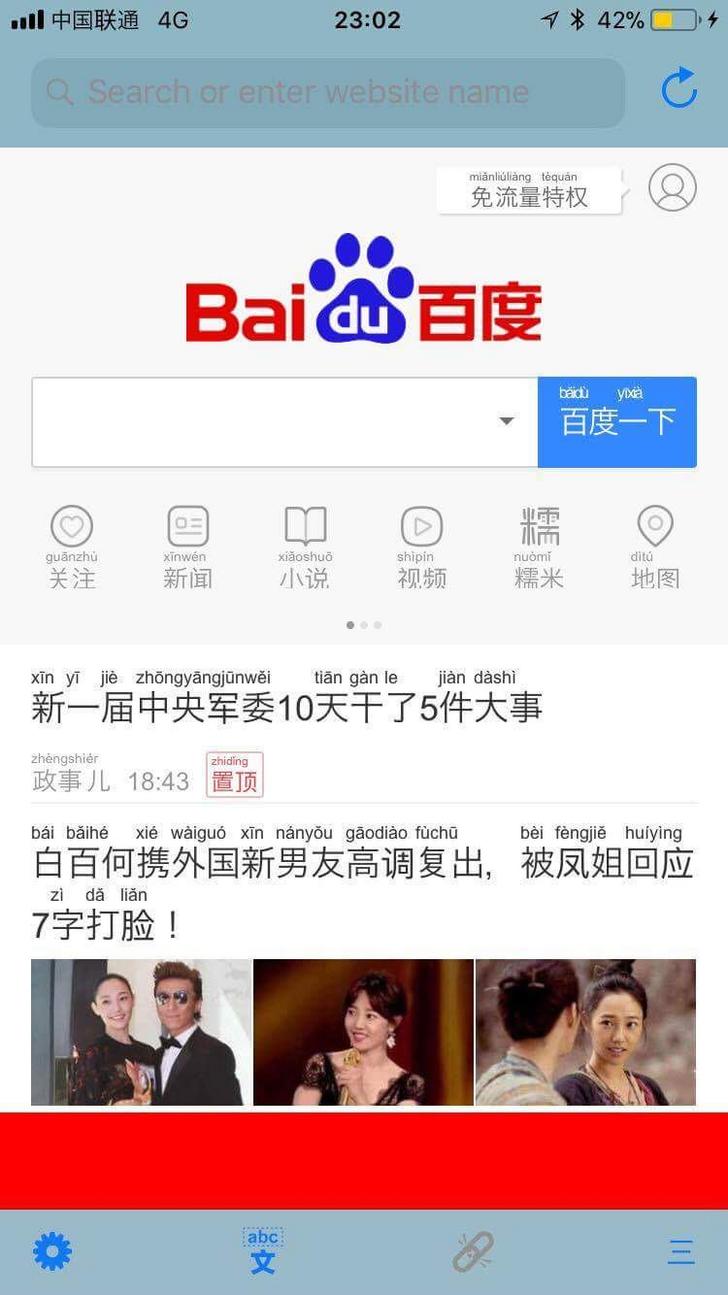 中国联通 4G 23:02 42%
Search or enter website name
miǎnliúliàng tèquán
免流量特权
Bai du 百度
bǎidù yīxià
百度一下
guānzhù xīnwén xiǎoshuō shìpín nuòmǐ dìtú
关注 新闻 小说 视频 糯米 地图
xīn yī jiè zhōngyāngjūnwěi tiān gàn le jiàn dàshì
新一届中央军委10天干了5件大事
zhèngshìér zhìdǐng
政事儿 18:43 置顶
bái bǎihé xié wàiguó xīn nányǒu gāodiào fùchū bèi fèngjiě huíyìng
白百何携外国新男友高调复出，被凤姐回应
zì dǎ liǎn
7字打脸！
abc
文